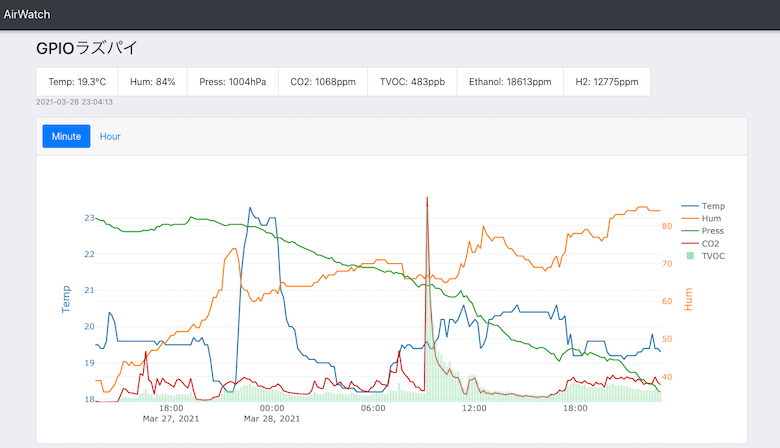 AirWatch
GPIOラズパイ
Temp: 19.3°C Hum: 84% Press: 1004hPa CO2: 1068ppm TVOC: 483ppb Ethanol: 18613ppm H2: 12775ppm
2021-03-28 23:04:13
Minute Hour
Temp
Hum
Press
CO2
TVOC
23
22
21
20
19
18
Temp
80
70
60
50
40
Hum
18:00 00:00 06:00 12:00 18:00
Mar 27, 2021 Mar 28, 2021